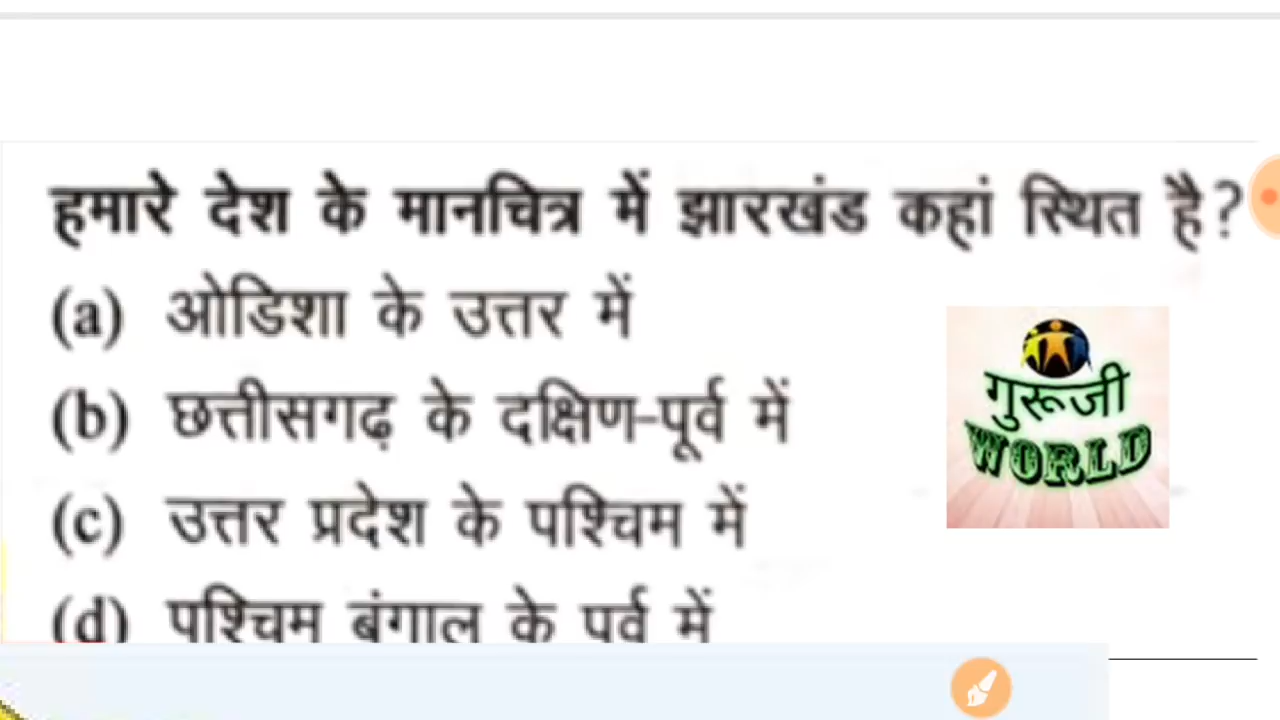 हमारे देश के मानचित्र में झारखंड कहां स्थित है?
(a) ओडिशा के उत्तर में
(b) छत्तीसगढ़ के दक्षिण-पूर्व में
(c) उत्तर प्रदेश के पश्चिम में
(d) पश्चिम बंगाल के पूर्व में
गुरूजी
WORLD